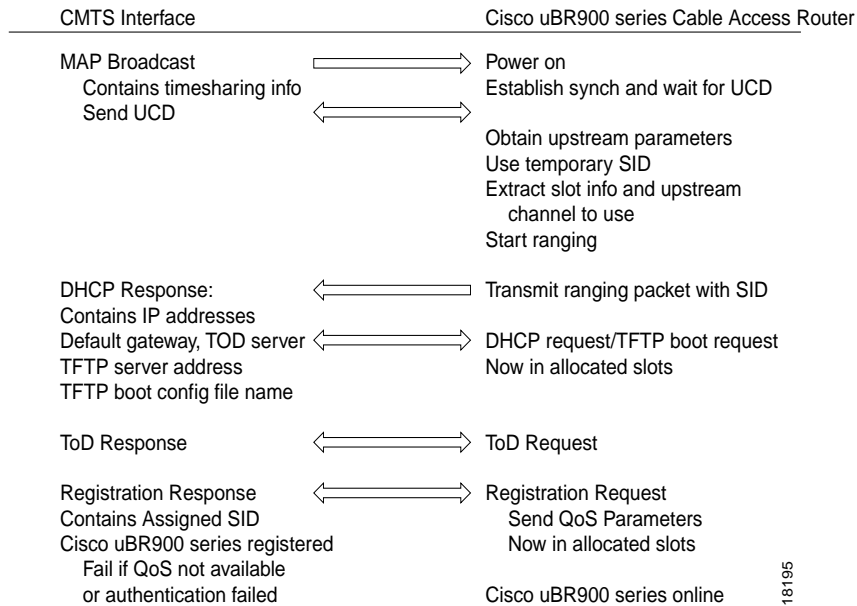 CMTS Interface
Cisco uBR900 series Cable Access Router
MAP Broadcast
Contains timesharing info
Send UCD
Power on
Establish synch and wait for UCD
Obtain upstream parameters
Use temporary SID
Extract slot info and upstream
channel to use
Start ranging
DHCP Response:
Contains IP addresses
Default gateway, TOD server
TFTP server address
TFTP boot config file name
Transmit ranging packet with SID
DHCP request/TFTP boot request
Now in allocated slots
ToD Response
ToD Request
Registration Response
Contains Assigned SID
Cisco uBR900 series registered
Fail if QoS not available
or authentication failed
Registration Request
Send QoS Parameters
Now in allocated slots
Cisco uBR900 series online
18195